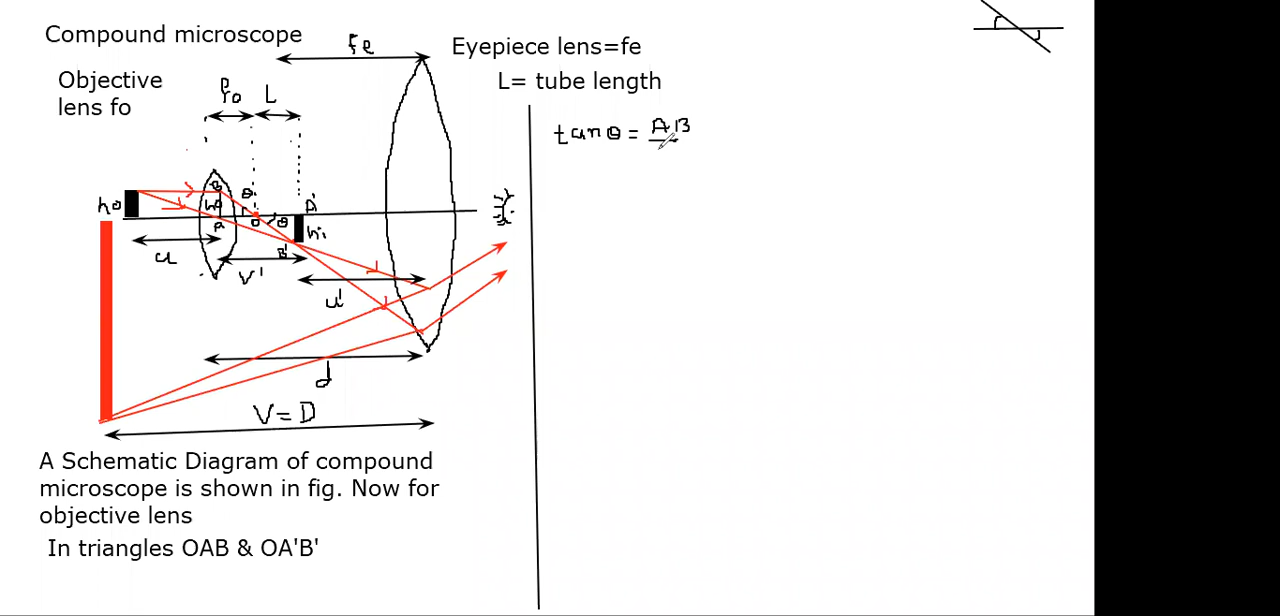 Compound microscope
fe
Eyepiece lens=fe
Objective
lens fo
fo
L
L= tube length
tanθ = AB
B
θ
A'
ho
ho
A
O
θ
hi
B'
u
v'
u'
d
V=D
A Schematic Diagram of compound
microscope is shown in fig. Now for
objective lens
In triangles OAB & OA'B'